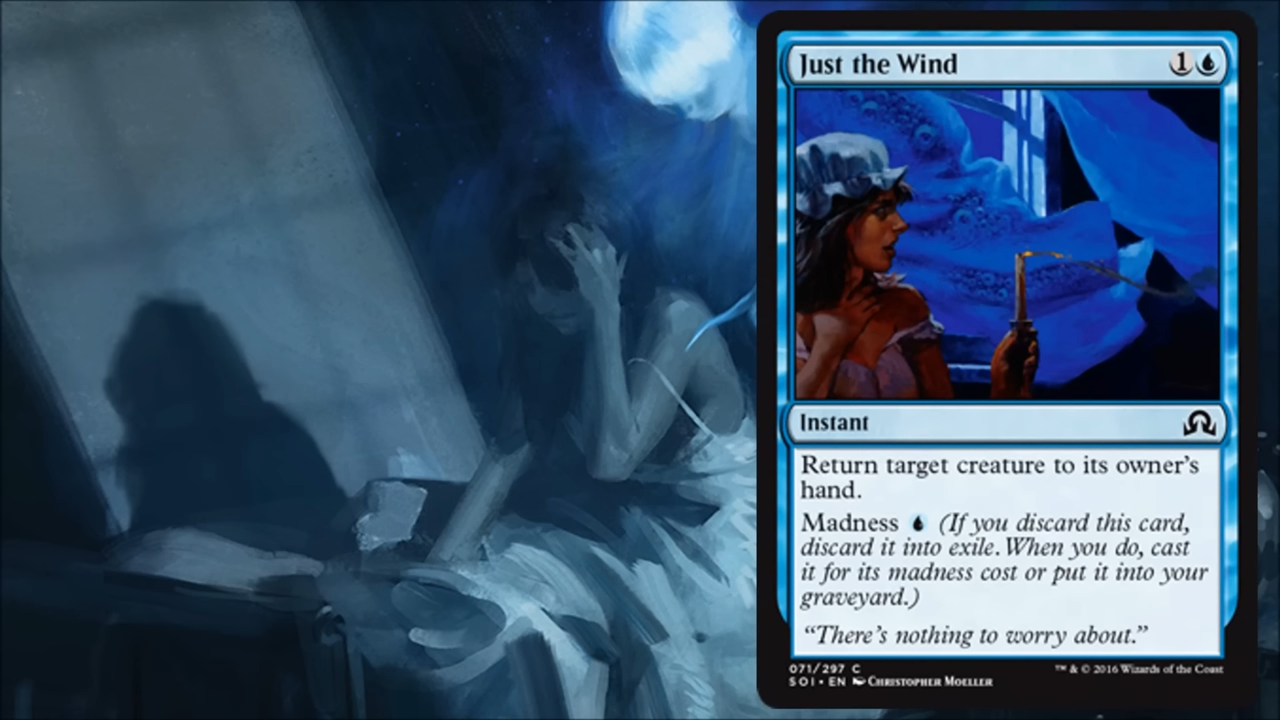 Just the Wind 1
Instant
Return target creature to its owner's
hand.
Madness (If you discard this card,
discard it into exile. When you do, cast
it for its madness cost or put it into your
graveyard.)
"There's nothing to worry about."
071/297 C
SOI • EN Christopher Moeller
™ & © 2016 Wizards of the Coast